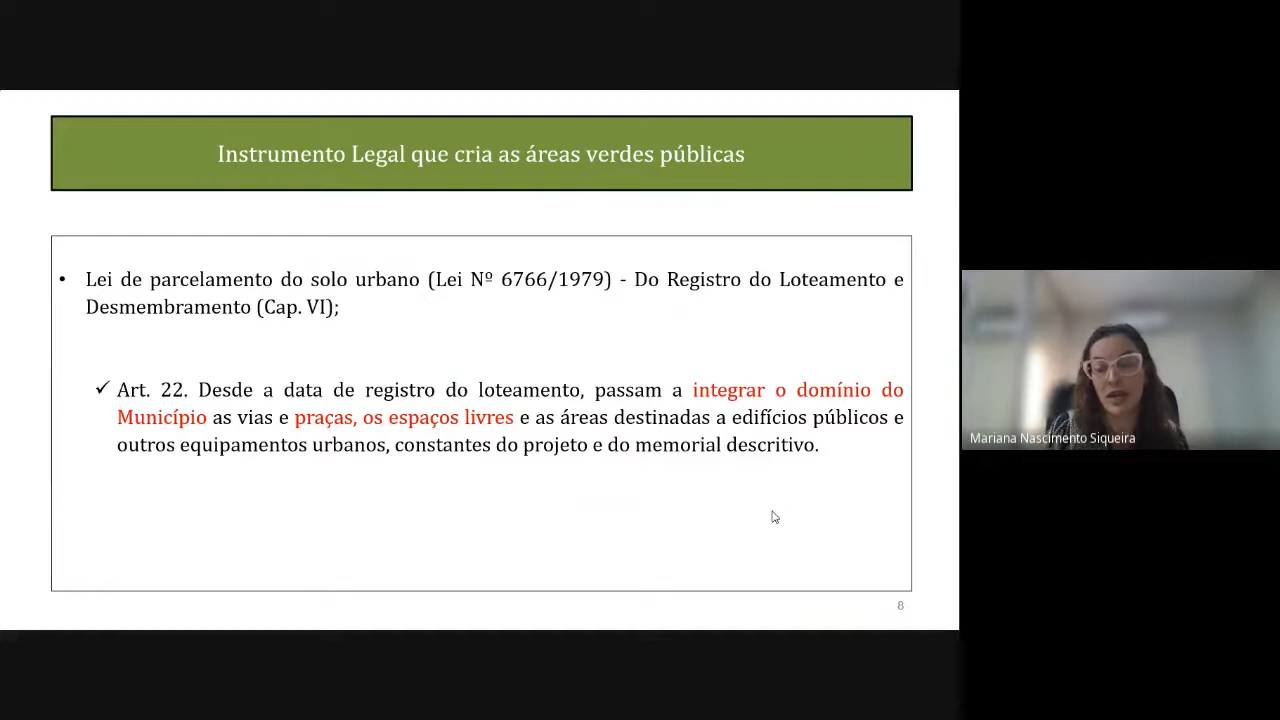 Instrumento Legal que cria as áreas verdes públicas
• Lei de parcelamento do solo urbano (Lei Nº 6766/1979) - Do Registro do Loteamento e
Desmembramento (Cap. VI);
✓ Art. 22. Desde a data de registro do loteamento, passam a integrar o domínio do
Município as vias e praças, os espaços livres e as áreas destinadas a edifícios públicos e
outros equipamentos urbanos, constantes do projeto e do memorial descritivo.
8
Mariana Nascimento Siqueira